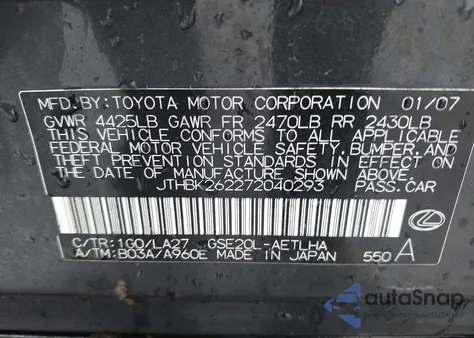 MFD.BY:TOYOTA MOTOR CORPORATION 01/07
GVWR 4425LB GAWR FR 2470LB RR 2430LB
THIS VEHICLE CONFORMS TO ALL APPLICABLE
FEDERAL MOTOR VEHICLE SAFETY, BUMPER, AND
THEFT PREVENTION STANDARDS IN EFFECT ON
THE DATE OF MANUFACTURE SHOWN ABOVE.
JTHBK262272040293 PASS.CAR
C/TR:1G0/LA27 GSE20L-AETLHA
A/TM:B03A/A960E MADE IN JAPAN 550 A
autoSnap